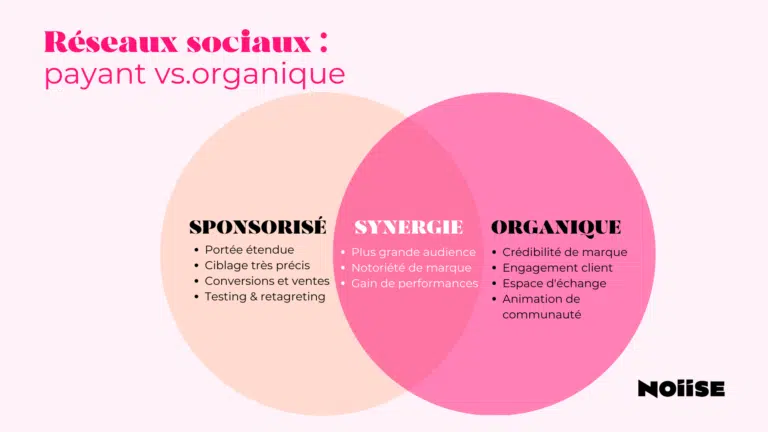 Réseaux sociaux :
payant vs.organique
SPONSORISÉ
• Portée étendue
• Ciblage très précis
• Conversions et ventes
• Testing & retagreting
SYNERGIE
• Plus grande audience
• Notoriété de marque
• Gain de performances
ORGANIQUE
• Crédibilité de marque
• Engagement client
• Espace d'échange
• Animation de
communauté
NOIISE